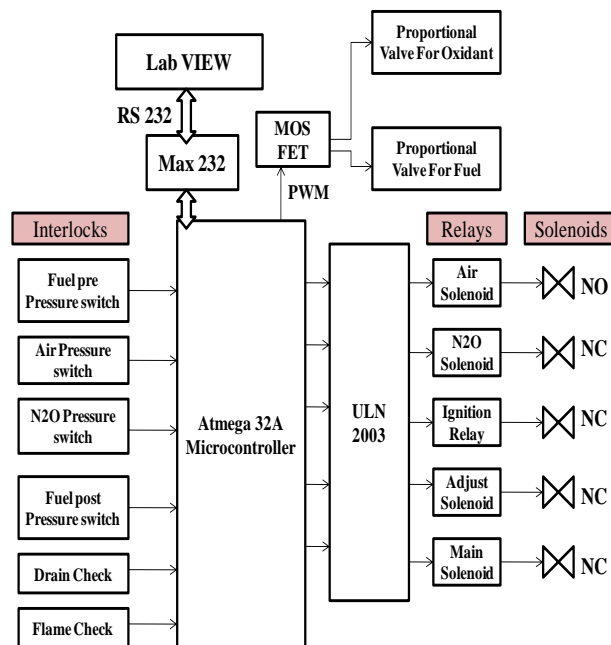 Lab VIEW
RS 232
Max 232
MOS
FET
PWM
Proportional
Valve For Oxidant
Proportional
Valve For Fuel
Interlocks
Fuel pre
Pressure switch
Air Pressure
switch
N2O Pressure
switch
Fuel post
Pressure switch
Drain Check
Flame Check
Atmega 32A
Microcontroller
ULN
2003
Relays
Air
Solenoid
N2O
Solenoid
Ignition
Relay
Adjust
Solenoid
Main
Solenoid
Solenoids
NO
NC
NC
NC
NC